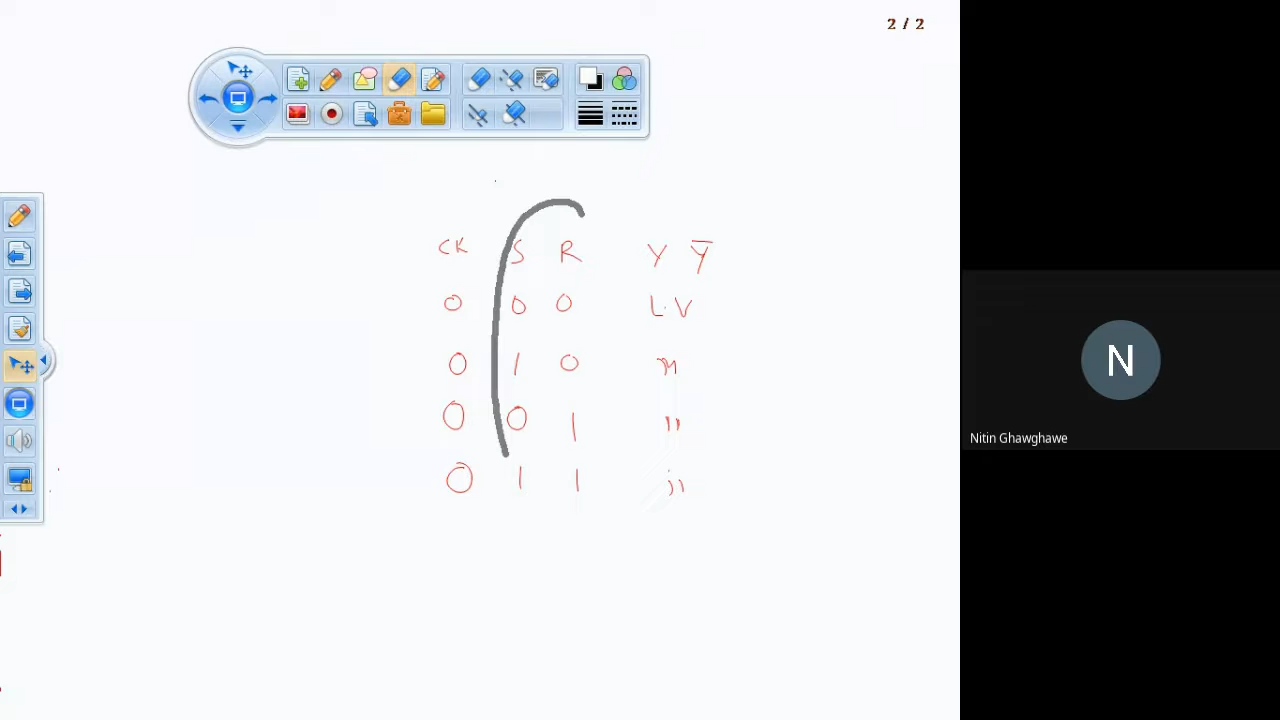 2 / 2
CK S R Y Y̅
0 0 0 L.V
0 1 0 "
0 0 1 "
0 1 1 "
N
Nitin Ghawghawe